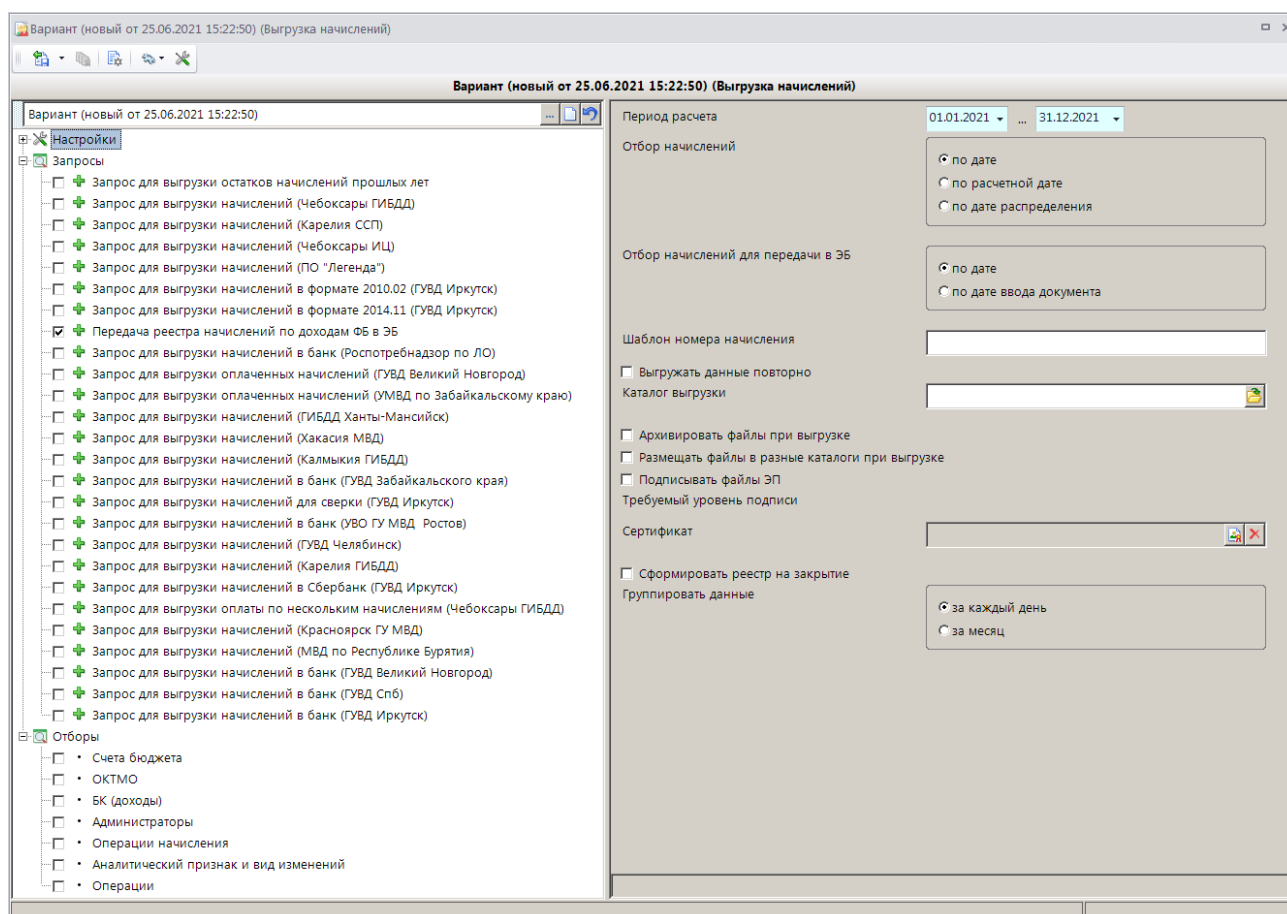 Вариант (новый от 25.06.2021 15:22:50) (Выгрузка начислений)
Вариант (новый от 25.06.2021 15:22:50) (Выгрузка начислений)
Вариант (новый от 25.06.2021 15:22:50)
...
Настройки
Запросы
Запрос для выгрузки остатков начислений прошлых лет
Запрос для выгрузки начислений (Чебоксары ГИБДД)
Запрос для выгрузки начислений (Карелия ССП)
Запрос для выгрузки начислений (Чебоксары ИЦ)
Запрос для выгрузки начислений (ПО "Легенда")
Запрос для выгрузки начислений в формате 2010.02 (ГУВД Иркутск)
Запрос для выгрузки начислений в формате 2014.11 (ГУВД Иркутск)
Передача реестра начислений по доходам ФБ в ЭБ
Запрос для выгрузки начислений в банк (Роспотребнадзор по ЛО)
Запрос для выгрузки оплаченных начислений (ГУВД Великий Новгород)
Запрос для выгрузки оплаченных начислений (УМВД по Забайкальскому краю)
Запрос для выгрузки начислений (ГИБДД Ханты-Мансийск)
Запрос для выгрузки начислений (Хакасия МВД)
Запрос для выгрузки начислений (Калмыкия ГИБДД)
Запрос для выгрузки начислений в банк (ГУВД Забайкальского края)
Запрос для выгрузки начислений для сверки (ГУВД Иркутск)
Запрос для выгрузки начислений в банк (УВО ГУ МВД Ростов)
Запрос для выгрузки начислений (ГУВД Челябинск)
Запрос для выгрузки начислений (Карелия ГИБДД)
Запрос для выгрузки начислений в Сбербанк (ГУВД Иркутск)
Запрос для выгрузки оплаты по нескольким начислениям (Чебоксары ГИБДД)
Запрос для выгрузки начислений (Красноярск ГУ МВД)
Запрос для выгрузки начислений (МВД по Республике Бурятия)
Запрос для выгрузки начислений в банк (ГУВД Великий Новгород)
Запрос для выгрузки начислений в банк (ГУВД Спб)
Запрос для выгрузки начислений в банк (ГУВД Иркутск)
Отборы
Счета бюджета
ОКТМО
БК (доходы)
Администраторы
Операции начисления
Аналитический признак и вид изменений
Операции
Период расчета 01.01.2021 ... 31.12.2021
Отбор начислений
по дате
по расчетной дате
по дате распределения
Отбор начислений для передачи в ЭБ
по дате
по дате ввода документа
Шаблон номера начисления
Выгружать данные повторно
Каталог выгрузки
Архивировать файлы при выгрузке
Размещать файлы в разные каталоги при выгрузке
Подписывать файлы ЭП
Требуемый уровень подписи
Сертификат
Сформировать реестр на закрытие
Группировать данные
за каждый день
за месяц